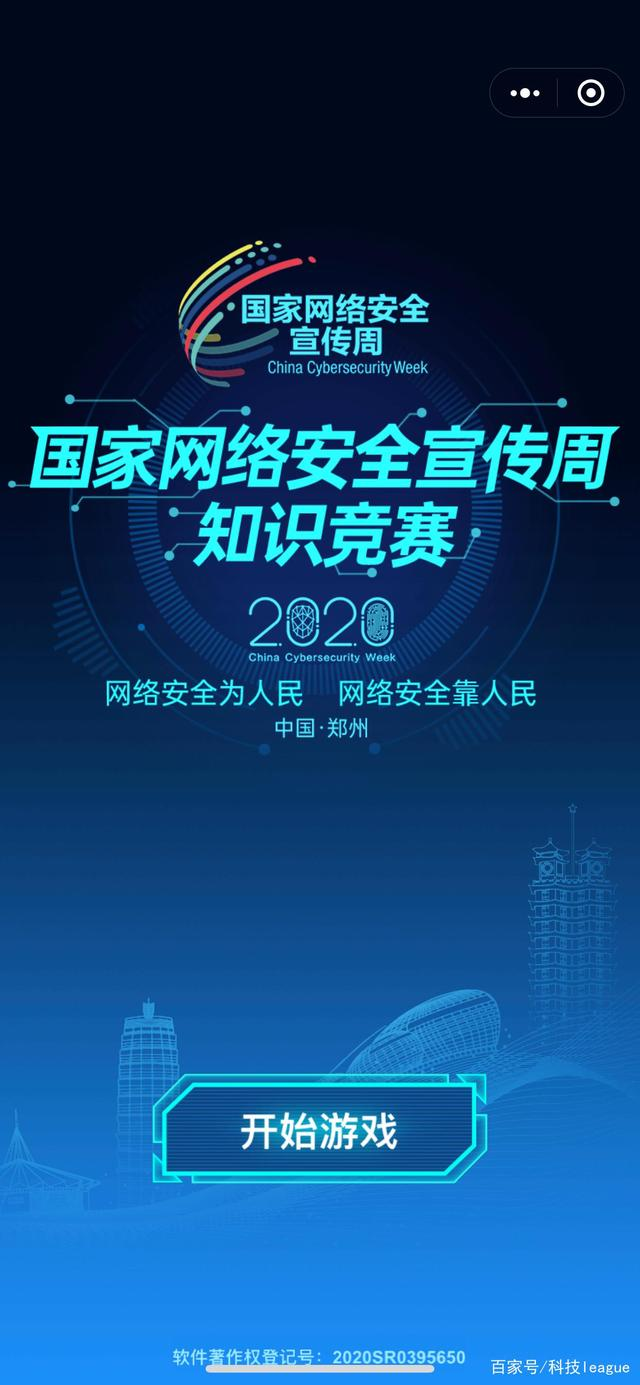 国家网络安全
宣传周
China Cybersecurity Week
国家网络安全宣传周
知识竞赛
2020
China Cybersecurity Week
网络安全为人民 网络安全靠人民
中国·郑州
开始游戏
软件著作权登记号：2020SR0395650
百家号/科技league